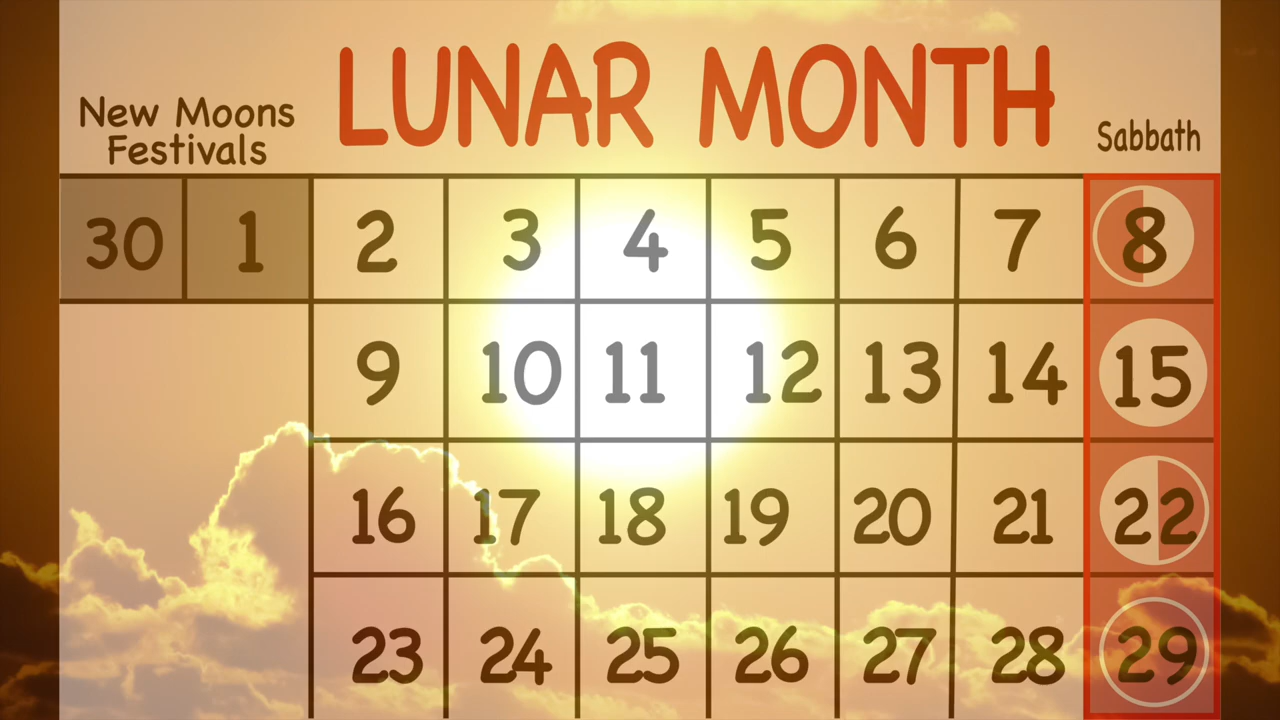 LUNAR MONTH
New Moons
Festivals
Sabbath
30 1 2 3 4 5 6 7 8
9 10 11 12 13 14 15
16 17 18 19 20 21 22
23 24 25 26 27 28 29